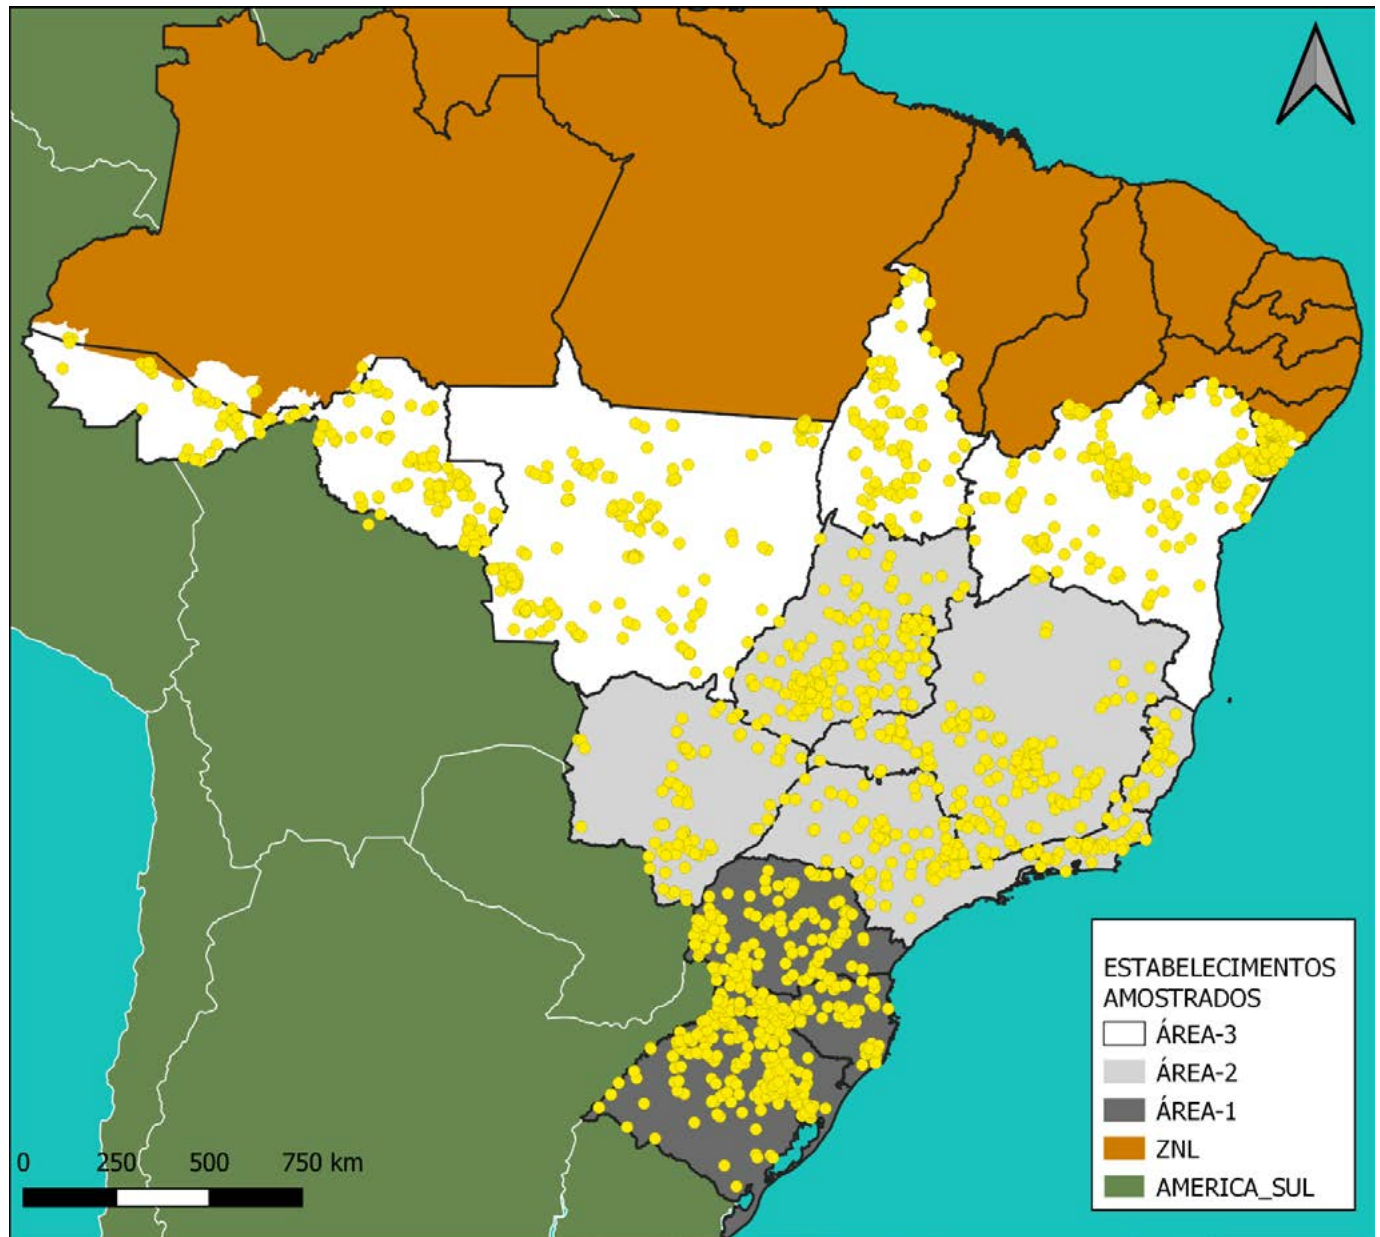 ESTABELECIMENTOS
AMOSTRADOS
ÁREA-3
ÁREA-2
ÁREA-1
ZNL
AMERICA_SUL
0 250 500 750 km